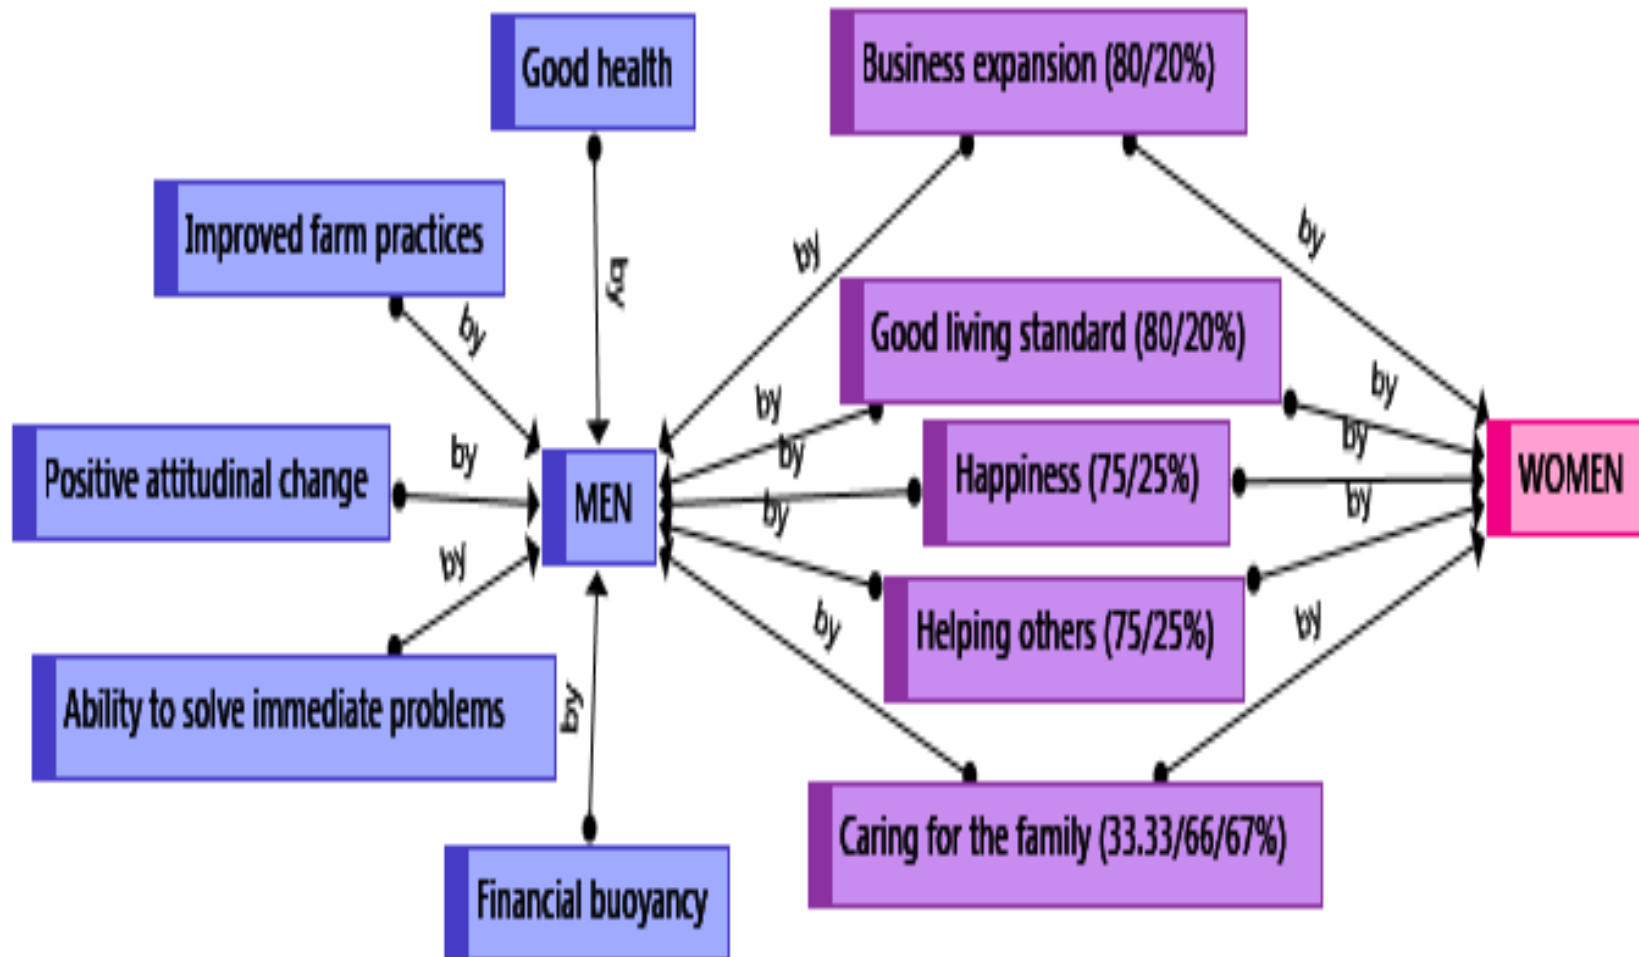 Good health
Business expansion (80/20%)
Improved farm practices
by
by
by
by
Good living standard (80/20%)
by
by
Positive attitudinal change
by
MEN
by
Happiness (75/25%)
by
WOMEN
by
by
by
Helping others (75/25%)
by
by
Ability to solve immediate problems
by
Caring for the family (33.33/66/67%)
Financial buoyancy